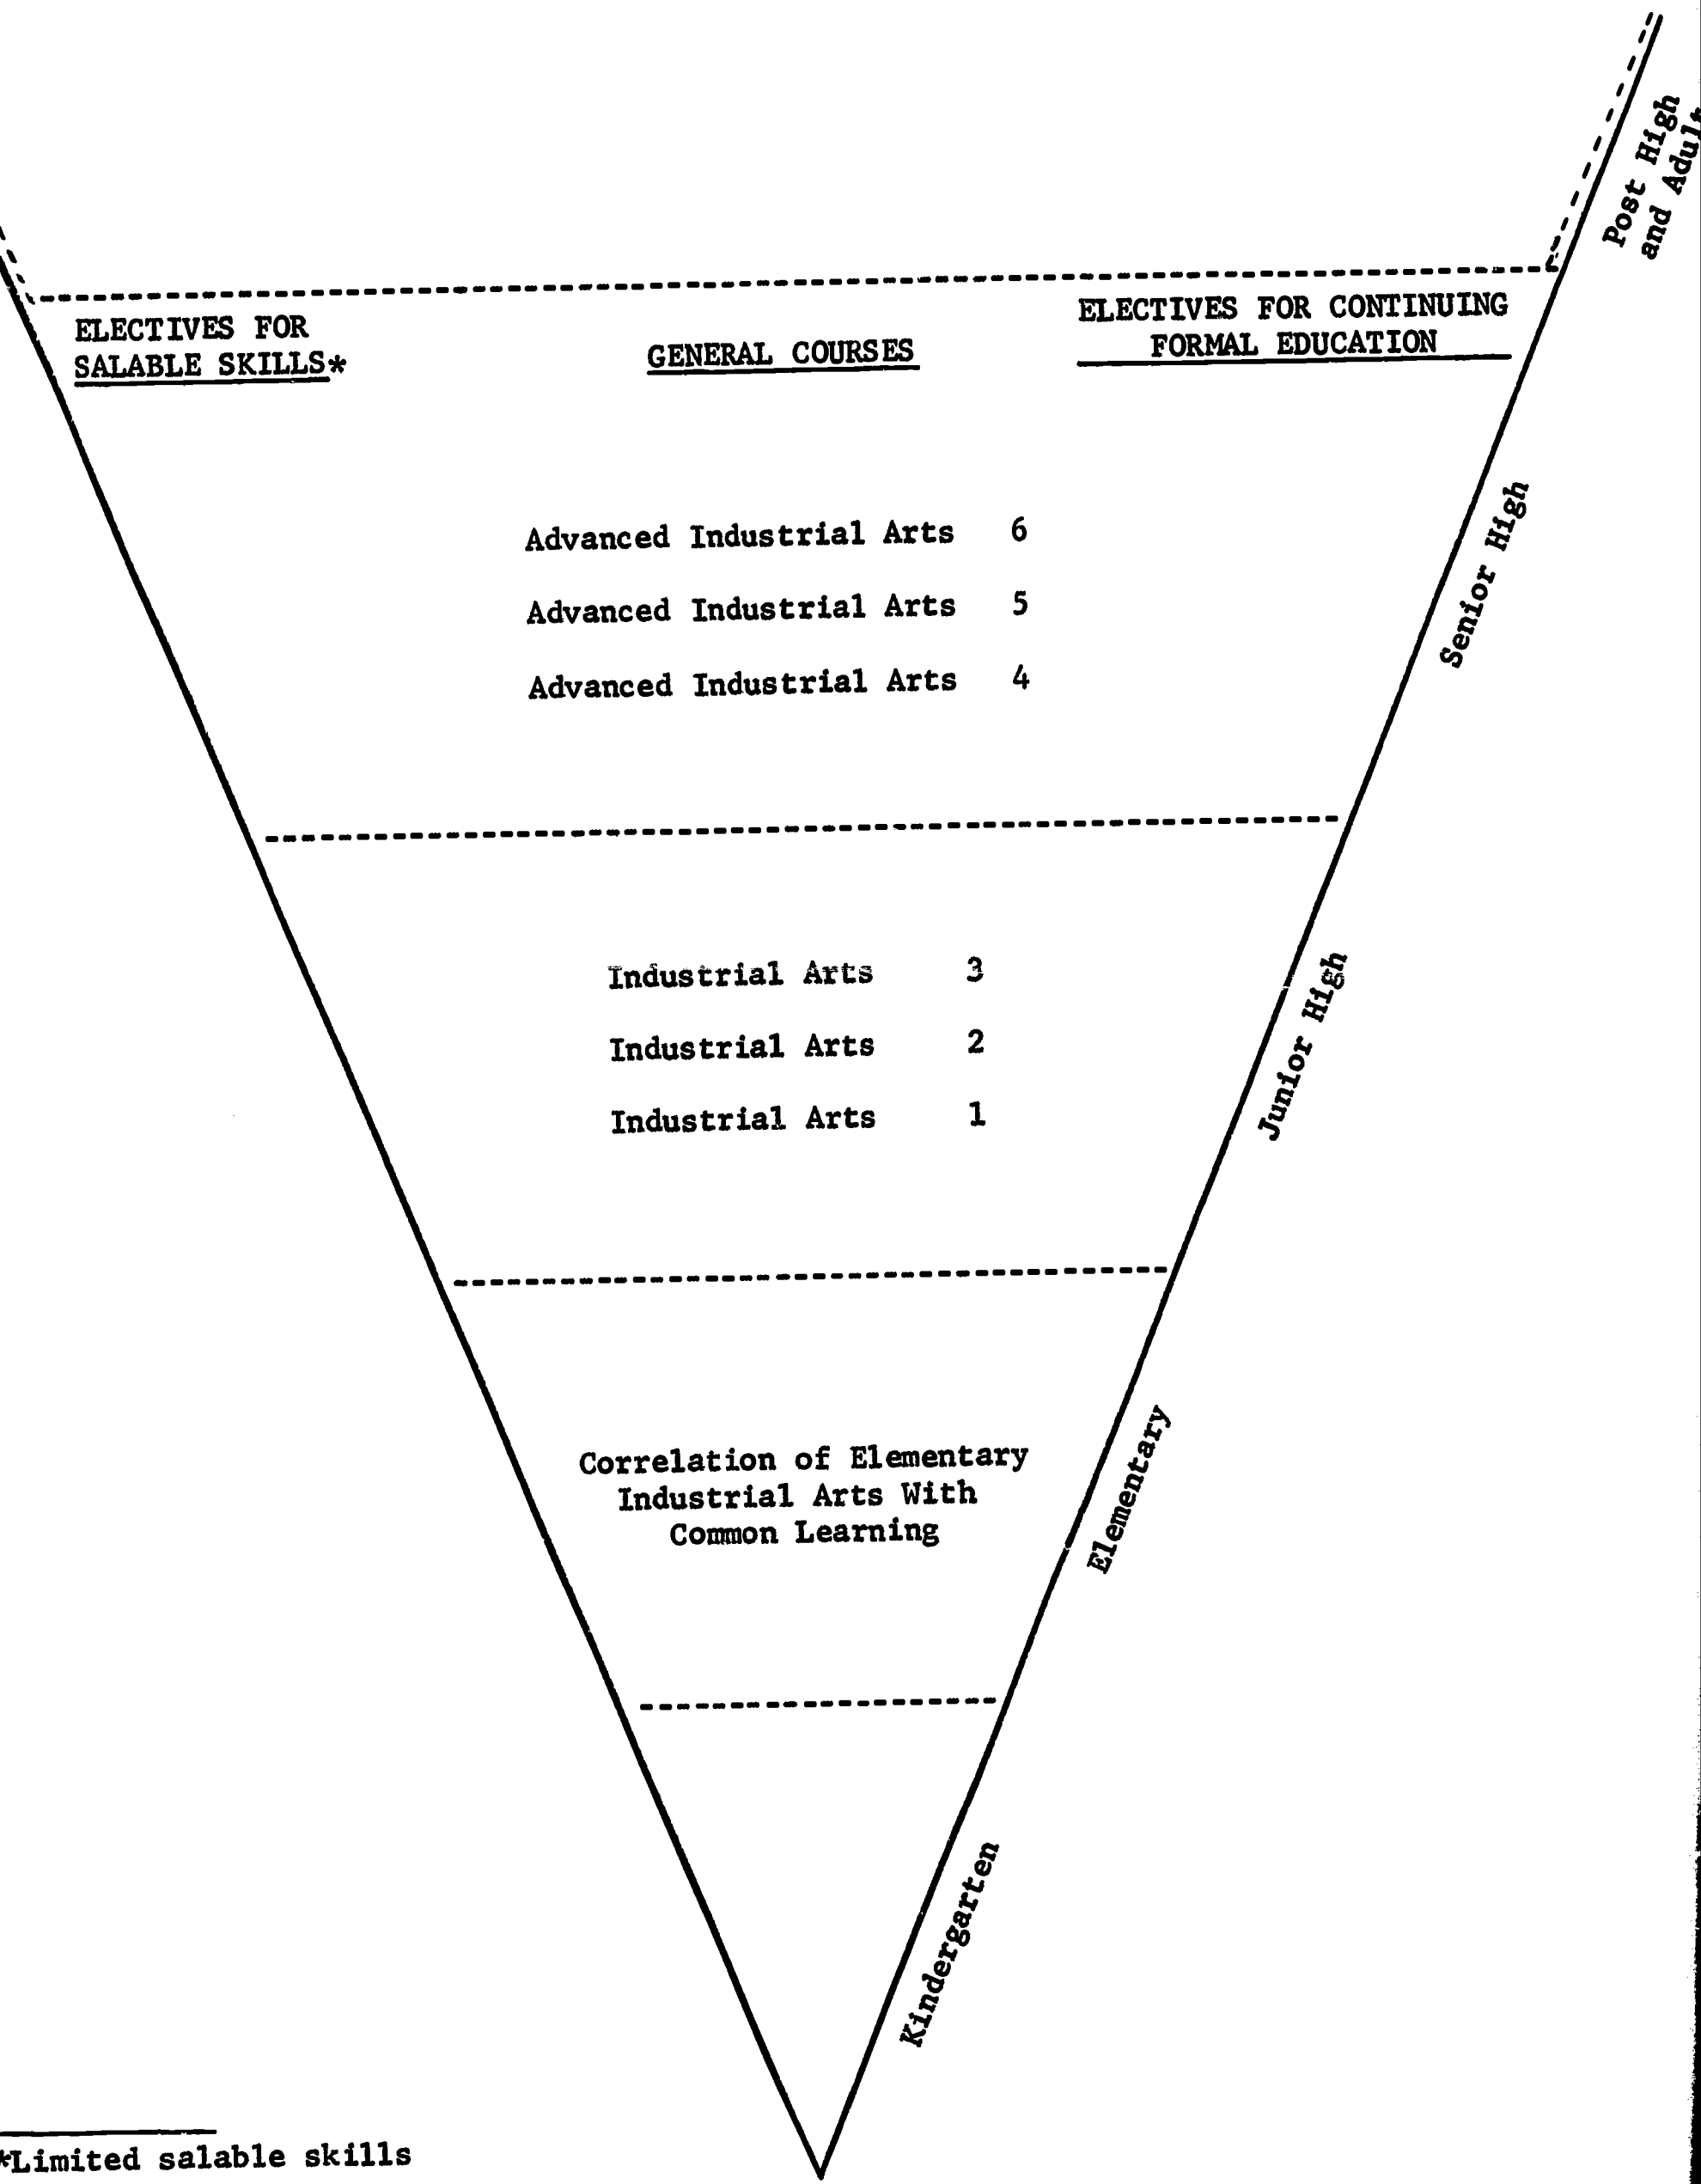 Post High
and Adult
ELECTIVES FOR
SALABLE SKILLS*
GENERAL COURSES
ELECTIVES FOR CONTINUING
FORMAL EDUCATION
Advanced Industrial Arts 6
Advanced Industrial Arts 5
Advanced Industrial Arts 4
Senior High
Industrial Arts 3
Industrial Arts 2
Industrial Arts 1
Junior High
Correlation of Elementary
Industrial Arts With
Common Learning
Elementary
Kindergarten
*Limited salable skills